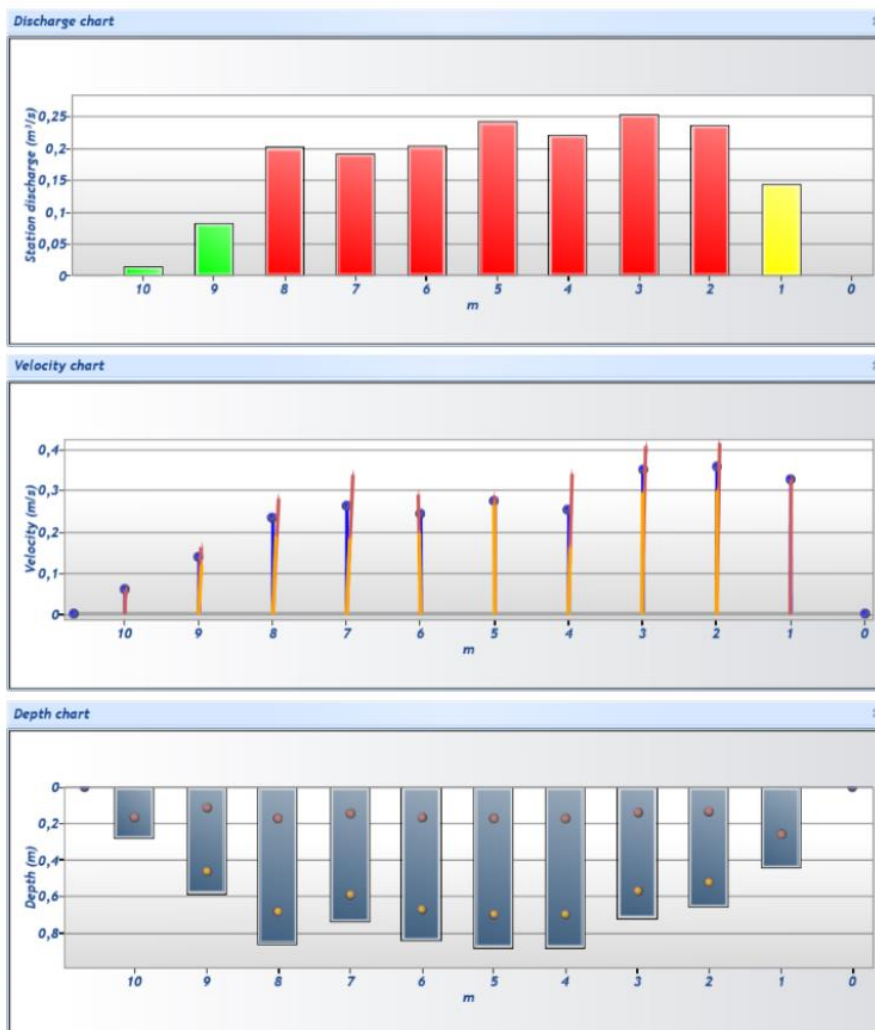 Discharge chart
Station discharge (m³/s)
0,25
0,2
0,15
0,1
0,05
0
10 9 8 7 6 5 4 3 2 1 0
m
Velocity chart
Velocity (m/s)
0,4
0,3
0,2
0,1
0
10 9 8 7 6 5 4 3 2 1 0
m
Depth chart
Depth (m)
0
0,2
0,4
0,6
0,8
10 9 8 7 6 5 4 3 2 1 0
m